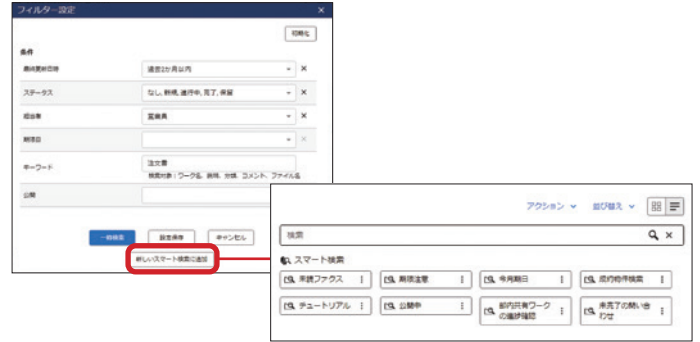 フィルター設定
×
初期化
条件
最終更新日時
過去1か月以内
×
ステータス
なし, 新規, 進行中, 完了, 保留
×
担当者
営業員
×
期限日
×
キーワード
注文書
検索対象：ワーク名、説明、分類、コメント、ファイル名
公開
一時検索
設定保存
キャンセル
新しいスマート検索に追加
アクション
並び替え
検索
×
スマート検索
未読ファクス
期限注意
今月期日
成約物件検索
チュートリアル
公開中
部内共有ワーク
の進捗確認
未完了の問い合
わせ